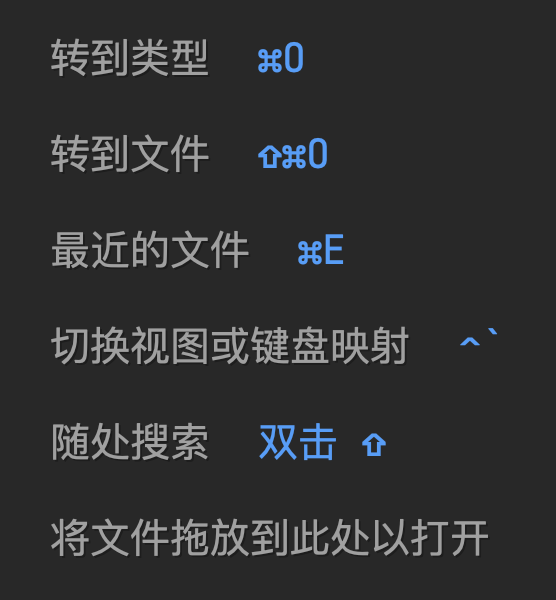 转到类型 ⌘O
转到文件 ⇧⌘O
最近的文件 ⌘E
切换视图或键盘映射 ^`
随处搜索 双击 ⇧
将文件拖放到此处以打开